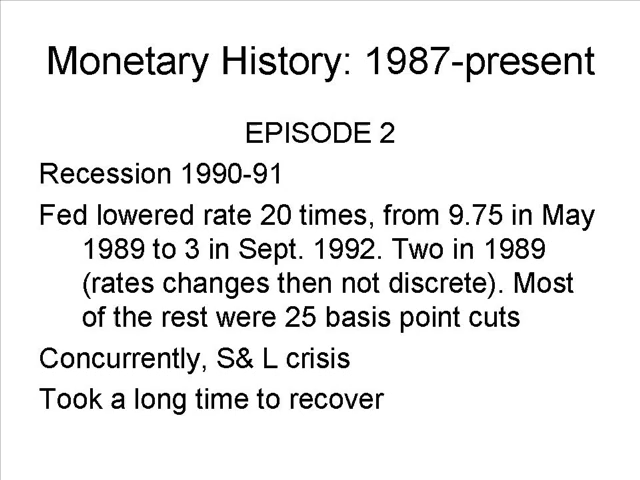 Monetary History: 1987-present
EPISODE 2
Recession 1990-91
Fed lowered rate 20 times, from 9.75 in May
1989 to 3 in Sept. 1992. Two in 1989
(rates changes then not discrete). Most
of the rest were 25 basis point cuts
Concurrently, S& L crisis
Took a long time to recover